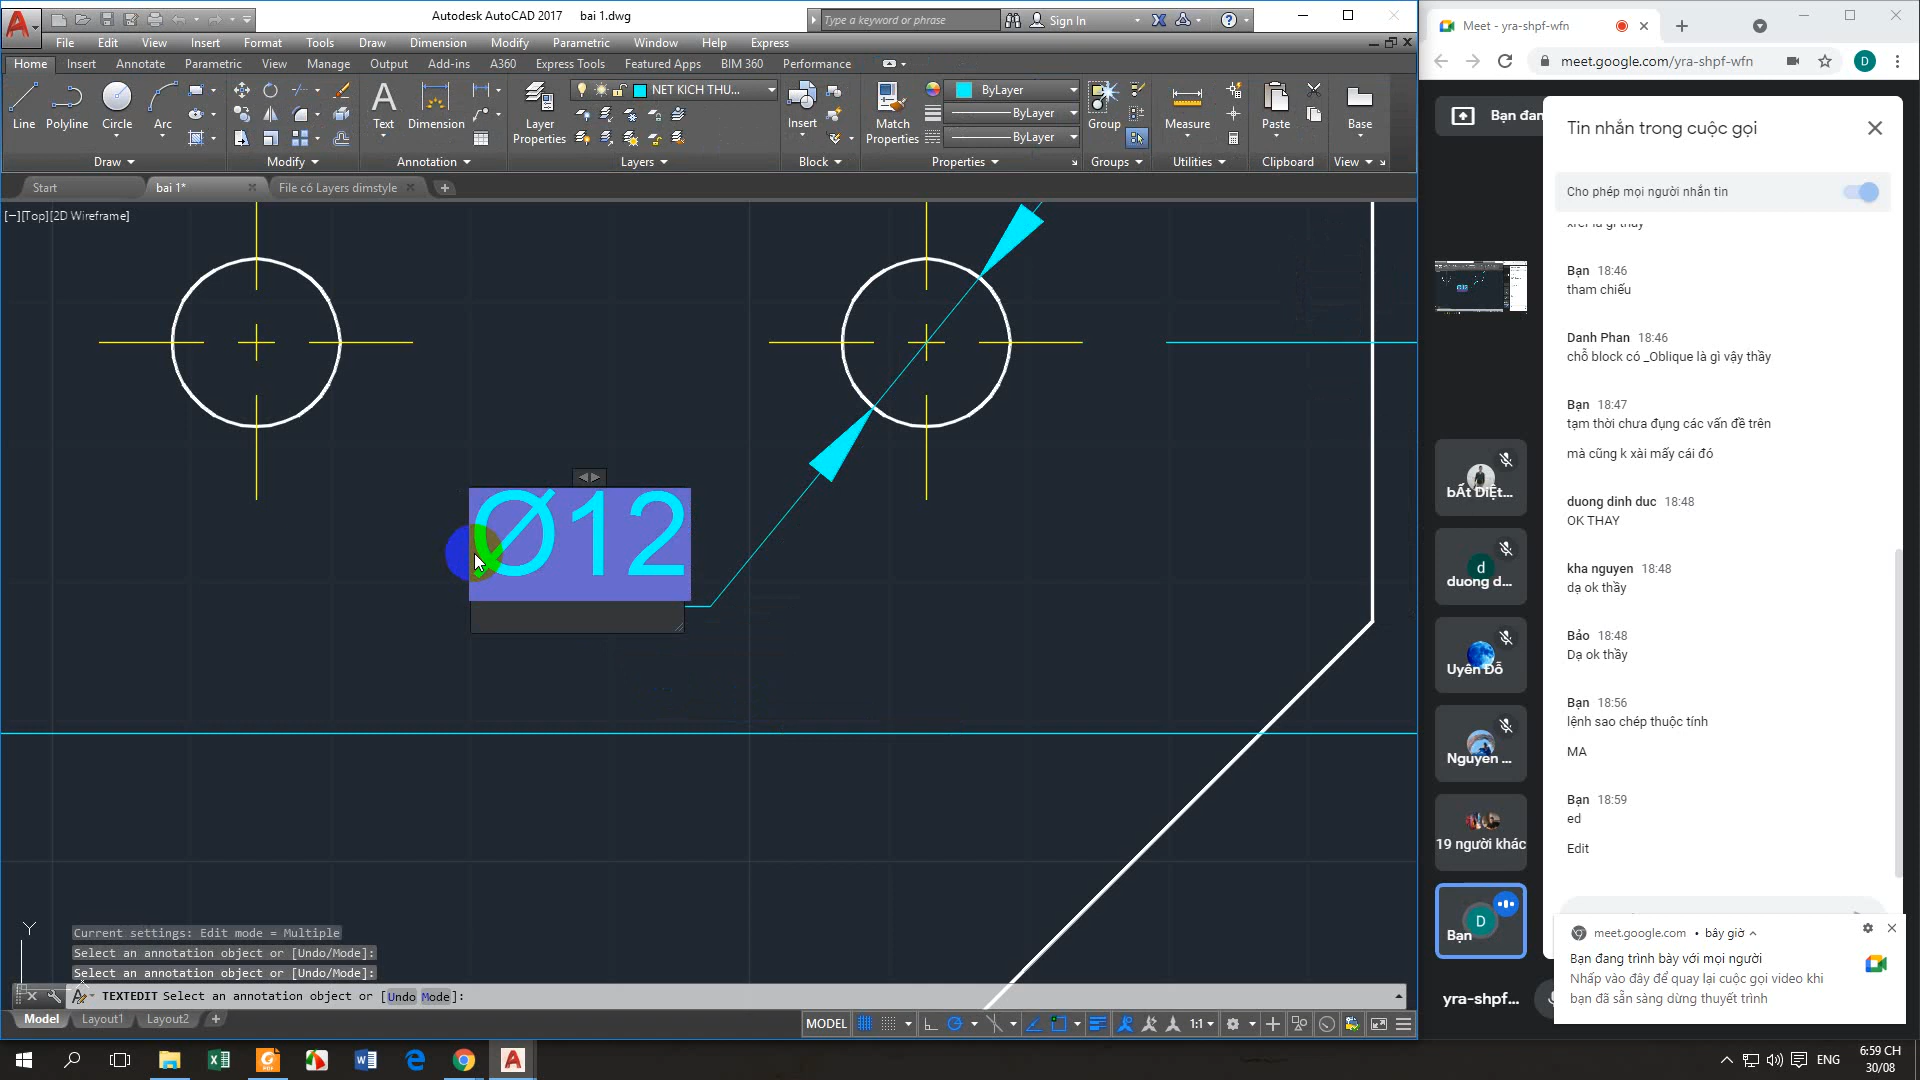 Autodesk AutoCAD 2017 bai 1.dwg
Type a keyword or phrase
Sign In
File Edit View Insert Format Tools Draw Dimension Modify Parametric Window Help Express
Home Insert Annotate Parametric View Manage Output Add-ins A360 Express Tools Featured Apps BIM 360 Performance
Line Polyline Circle Arc
Text Dimension
Layer Properties
NET KICH THU...
Insert
Match Properties
ByLayer
ByLayer
ByLayer
Group
Measure
Paste
Base
Draw Modify Annotation Layers Block Properties Groups Utilities Clipboard View
Start bai 1* File có Layers dimstyle
[−][Top][2D Wireframe]
Ø12
Y
Current settings: Edit mode = Multiple
Select an annotation object or [Undo/Mode]:
Select an annotation object or [Undo/Mode]:
TEXTEDIT Select an annotation object or [Undo Mode]:
Model Layout1 Layout2
MODEL 1:1
Meet - yra-shpf-wfn
meet.google.com/yra-shpf-wfn
D
Bạn đan
Tin nhắn trong cuộc gọi
Cho phép mọi người nhắn tin
xref là gì thầy
Bạn 18:46
tham chiếu
Danh Phan 18:46
chỗ block có _Oblique là gì vậy thầy
Bạn 18:47
tạm thời chưa đụng các vấn đề trên
mà cũng k xài mấy cái đó
duong dinh duc 18:48
OK THAY
kha nguyen 18:48
dạ ok thầy
Bảo 18:48
Dạ ok thầy
Bạn 18:56
lệnh sao chép thuộc tính
MA
Bạn 18:59
ed
Edit
bẤt DiỆt...
d
duong d...
Uyên Đỗ
Nguyen ...
19 người khác
D
Bạn
yra-shpf...
meet.google.com • bây giờ
Bạn đang trình bày với mọi người
Nhấp vào đây để quay lại cuộc gọi video khi
bạn đã sẵn sàng dừng thuyết trình
ENG
6:59 CH
30/08